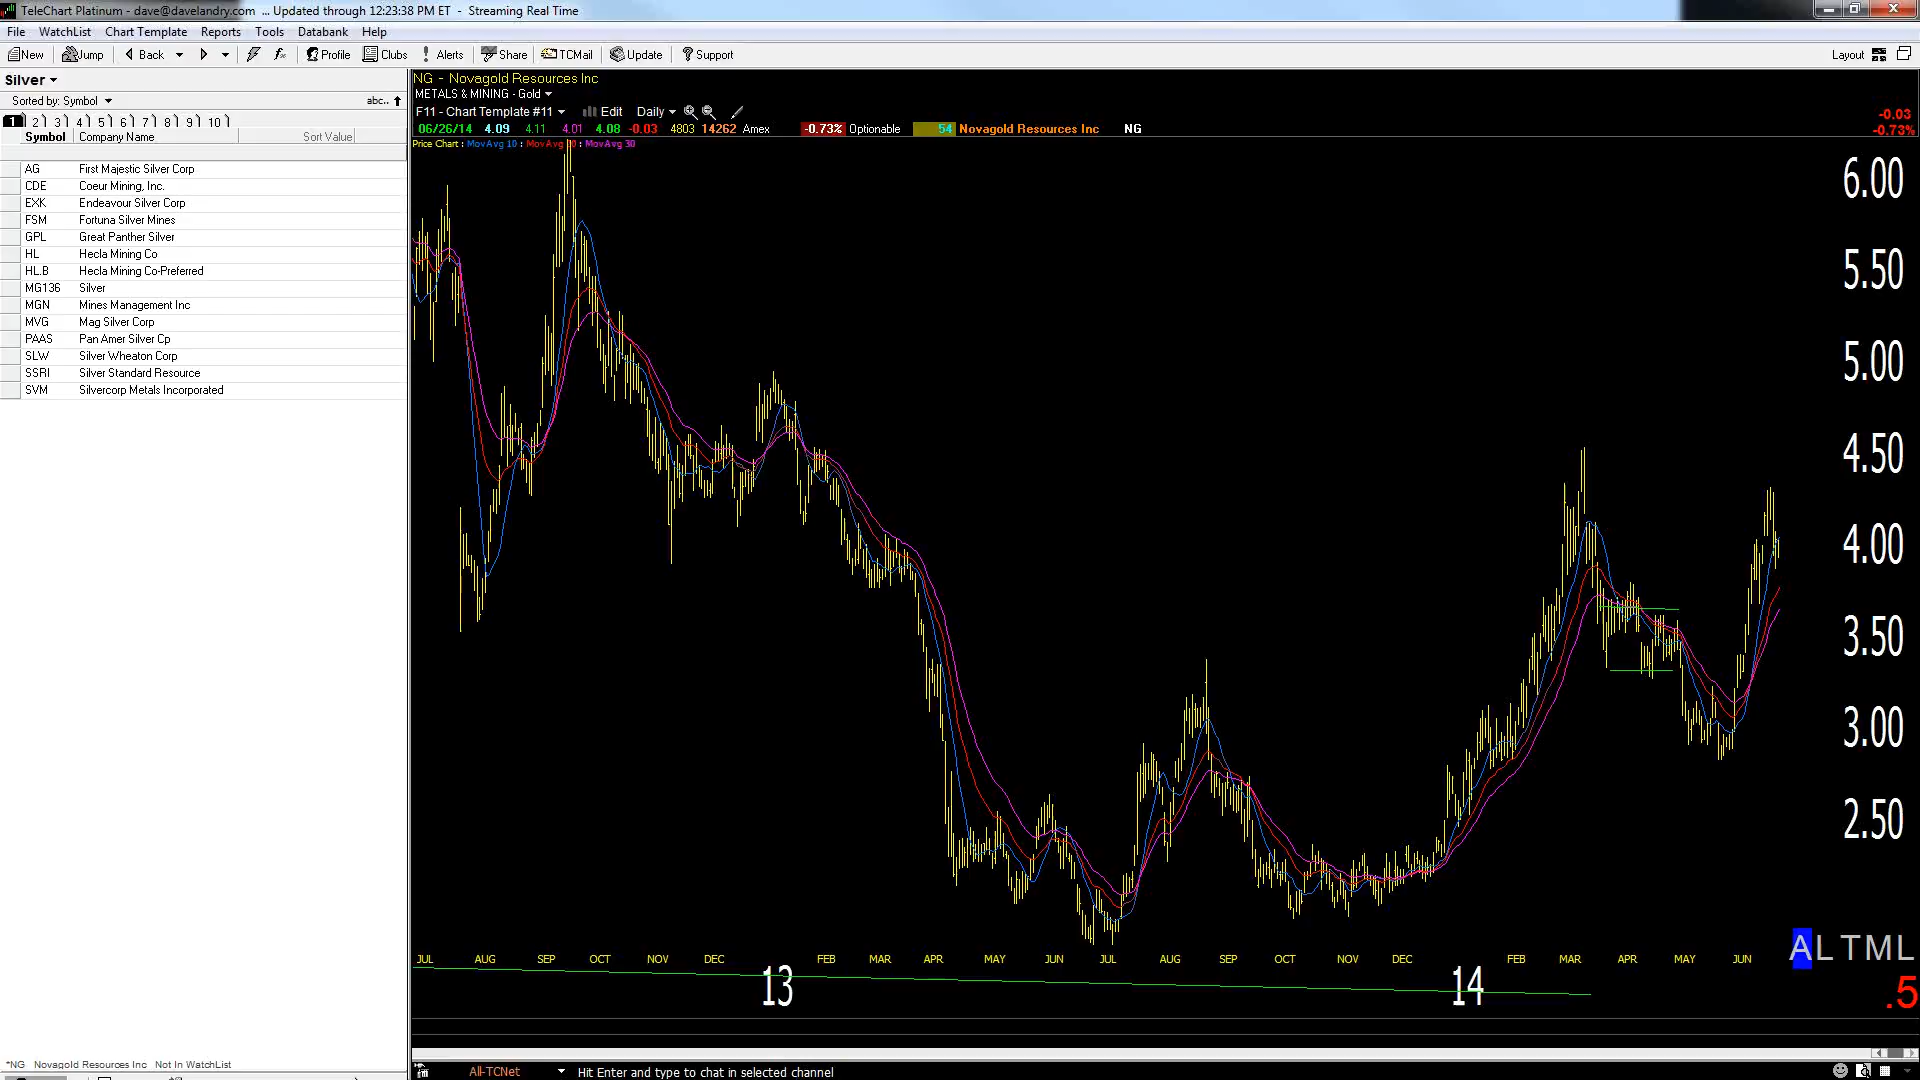 TeleChart Platinum - dave@davelandry.com ... Updated through 12:23:38 PM ET - Streaming Real Time
File WatchList Chart Template Reports Tools Databank Help
New Jump Back Profile Clubs Alerts Share TCMail Update Support Layout
Silver
Sorted by: Symbol abc..
1 2 3 4 5 6 7 8 9 10
Symbol Company Name Sort Value
AG First Majestic Silver Corp
CDE Coeur Mining, Inc.
EXK Endeavour Silver Corp
FSM Fortuna Silver Mines
GPL Great Panther Silver
HL Hecla Mining Co
HL.B Hecla Mining Co-Preferred
MG136 Silver
MGN Mines Management Inc
MVG Mag Silver Corp
PAAS Pan Amer Silver Cp
SLW Silver Wheaton Corp
SSRI Silver Standard Resource
SVM Silvercorp Metals Incorporated
*NG Novagold Resources Inc Not In WatchList
NG - Novagold Resources Inc
METALS & MINING - Gold
F11 - Chart Template #11 Edit Daily
06/26/14 4.09 4.11 4.01 4.08 -0.03 4803 14262 Amex -0.73% Optionable 54 Novagold Resources Inc NG
-0.03
-0.73%
Price Chart : MovAvg 10 : MovAvg : MovAvg 30
6.00
5.50
5.00
4.50
4.00
3.50
3.00
2.50
JUL AUG SEP OCT NOV DEC 13 FEB MAR APR MAY JUN JUL AUG SEP OCT NOV DEC 14 FEB MAR APR MAY JUN
ALTML
.5
All-TCNet Hit Enter and type to chat in selected channel